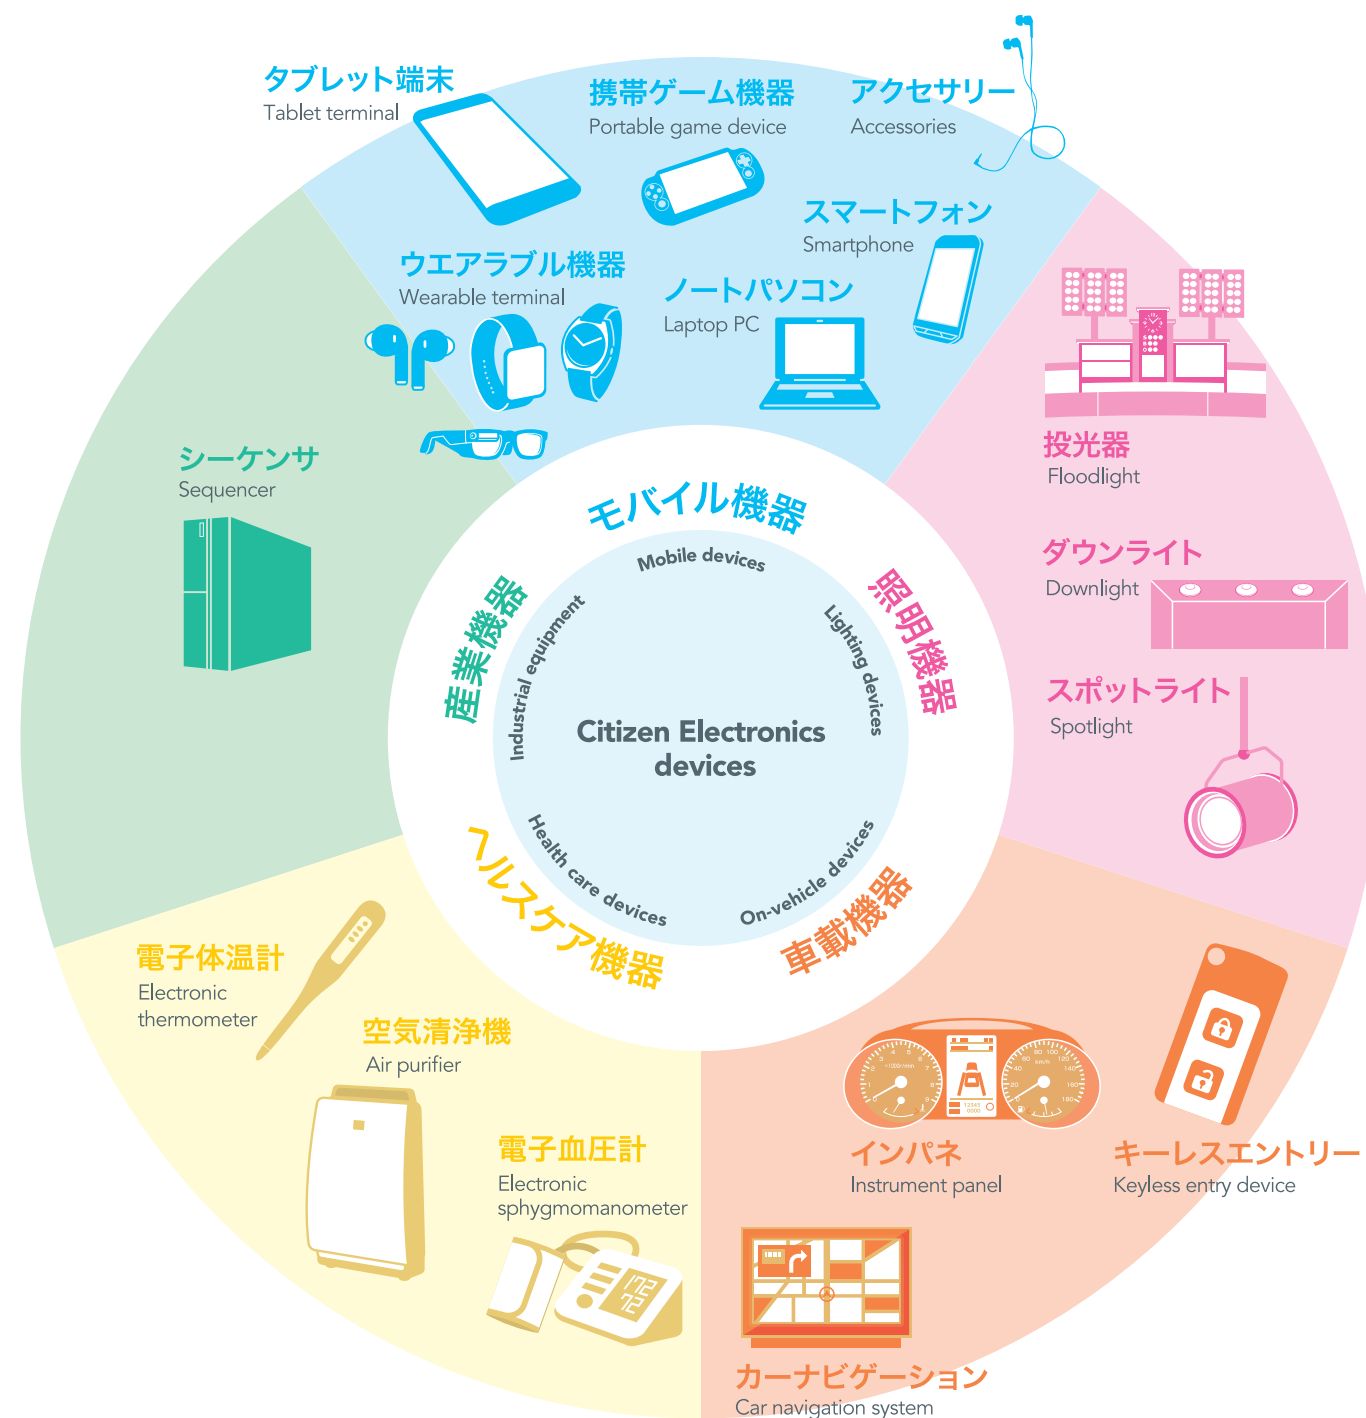 タブレット端末
Tablet terminal
携帯ゲーム機器
Portable game device
アクセサリー
Accessories
スマートフォン
Smartphone
ウエアラブル機器
Wearable terminal
ノートパソコン
Laptop PC
投光器
Floodlight
ダウンライト
Downlight
スポットライト
Spotlight
シーケンサ
Sequencer
モバイル機器
Mobile devices
照明機器
Lighting devices
産業機器
Industrial equipment
Citizen Electronics
devices
ヘルスケア機器
Health care devices
車載機器
On-vehicle devices
電子体温計
Electronic
thermometer
空気清浄機
Air purifier
電子血圧計
Electronic
sphygmomanometer
172
72
インパネ
Instrument panel
キーレスエントリー
Keyless entry device
カーナビゲーション
Car navigation system